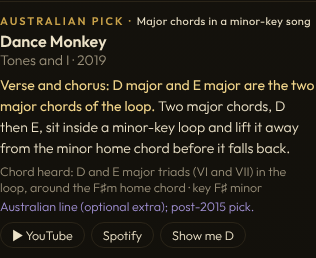 AUSTRALIAN PICK · Major chords in a minor-key song
Dance Monkey
Tones and I · 2019
Verse and chorus: D major and E major are the two
major chords of the loop. Two major chords, D
then E, sit inside a minor-key loop and lift it away
from the minor home chord before it falls back.
Chord heard: D and E major triads (VI and VII) in the
loop, around the F♯m home chord · key F♯ minor
Australian line (optional extra); post-2015 pick.
▶ YouTube Spotify Show me D